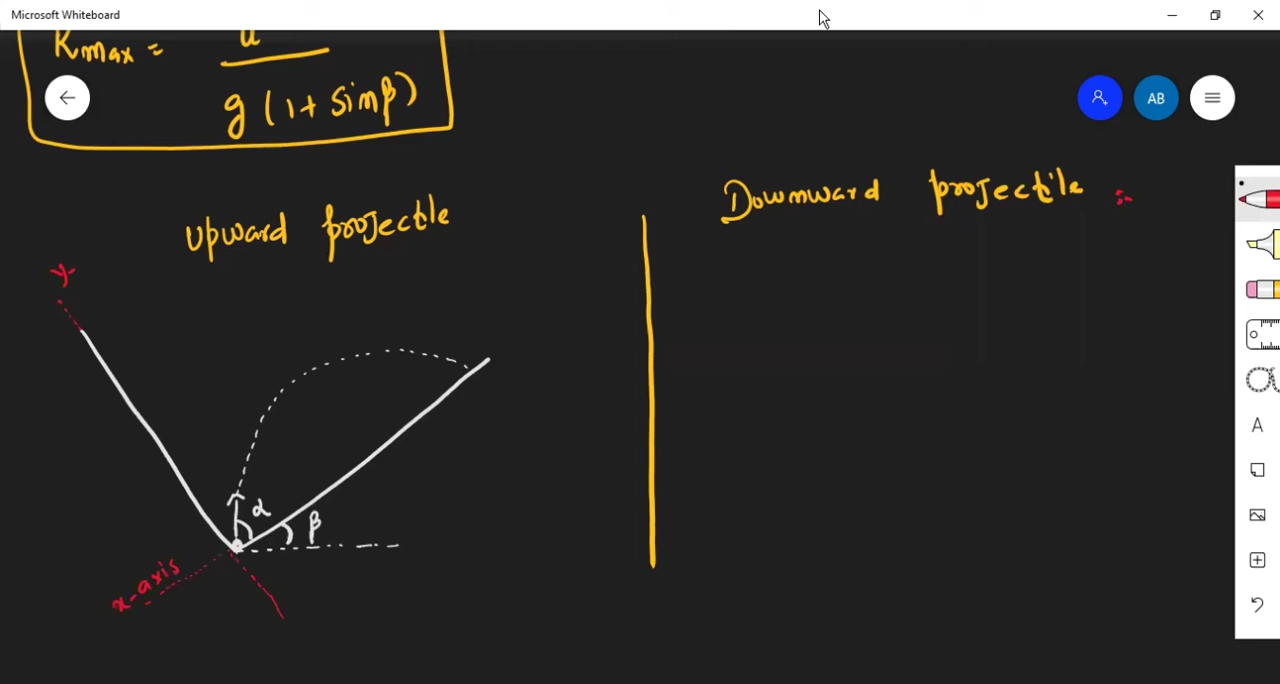 Microsoft Whiteboard
Rmax = u
g (1 + sinβ)
AB
Downward projectile :-
upward projectile
y
α
β
x-axis
A